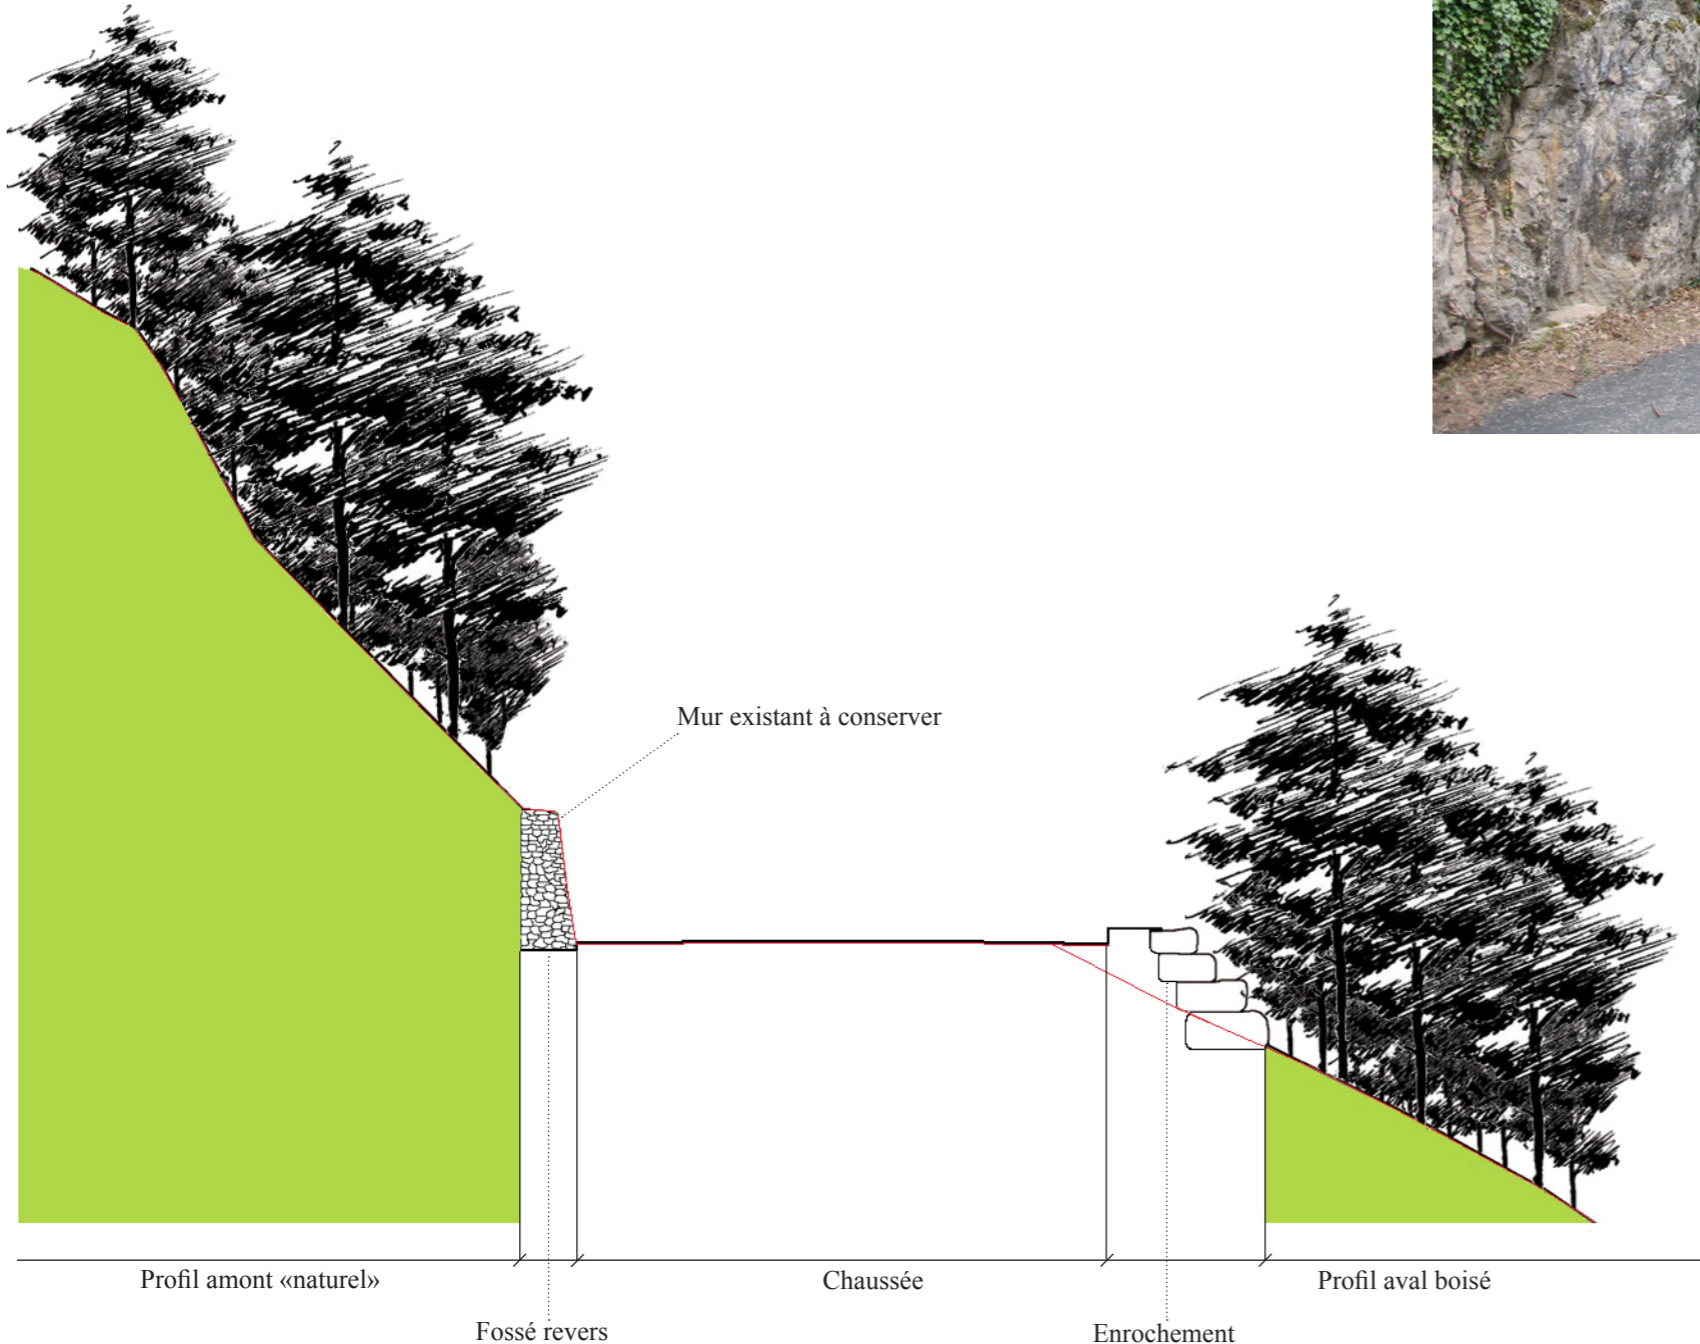 Mur existant à conserver
Profil amont «naturel»
Chaussée
Profil aval boisé
Fossé revers
Enrochement